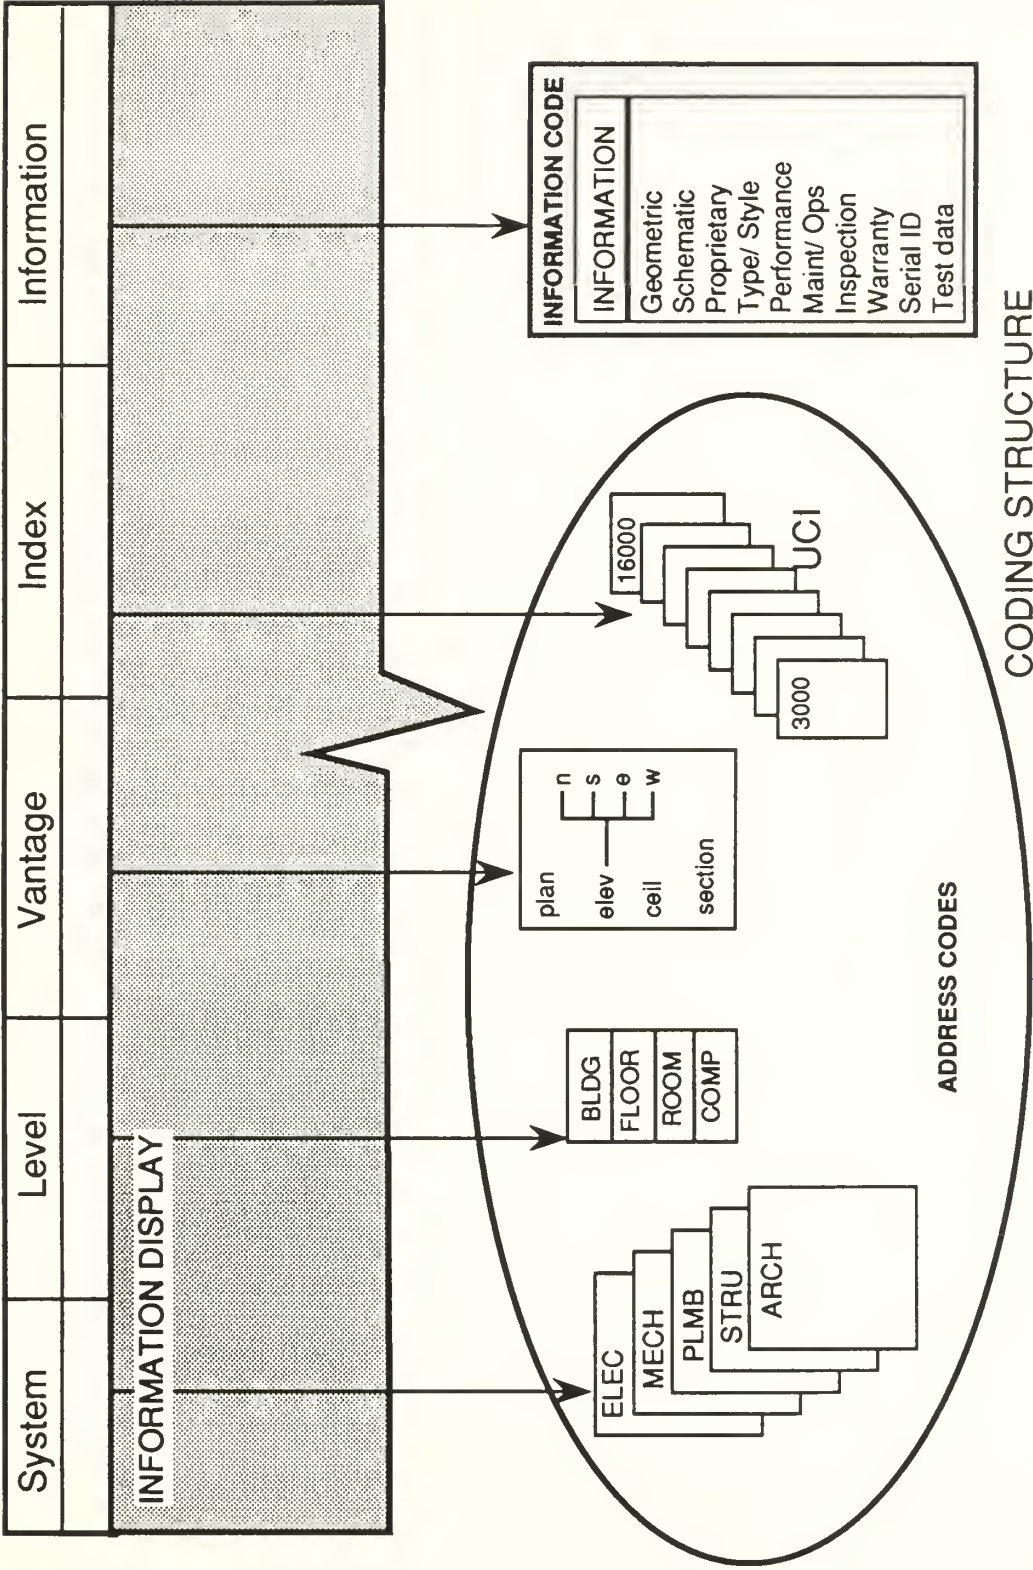 System
Level
Vantage
Index
Information
INFORMATION DISPLAY
ELEC
MECH
PLMB
STRU
ARCH
BLDG
FLOOR
ROOM
COMP
plan
elev
n
s
e
w
ceil
section
16000
3000
UCI
ADDRESS CODES
INFORMATION CODE
INFORMATION
Geometric
Schematic
Proprietary
Type/ Style
Performance
Maint/ Ops
Inspection
Warranty
Serial ID
Test data
CODING STRUCTURE